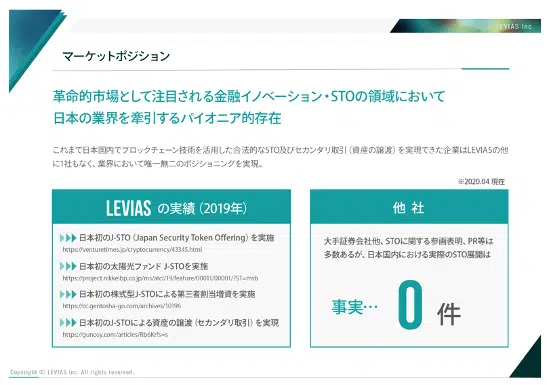 LEVIAS Inc.
マーケットポジション
革命的市場として注目される金融イノベーション・STOの領域において
日本の業界を牽引するパイオニア的存在
これまで日本国内でブロックチェーン技術を活用した合法的なSTO及びセカンダリ取引（資産の譲渡）を実現できた企業はLEVIASの他
に1社もなく、業界において唯一無二のポジショニングを実現。
※2020.04 現在
LEVIAS の実績（2019年）
日本初のJ-STO（Japan Security Token Offering）を実施
https://venturetimes.jp/cryptocurrency/43345.html
日本初の太陽光ファンド J-STOを実施
https://project.nikkeibp.co.jp/ms/atcl/19/feature/00011/00001/?ST=msb
日本初の株式型J-STOによる第三者割当増資を実施
https://cc.gentosha-go.com/archives/10196
日本初のJ-STOによる資産の譲渡（セカンダリ取引）を実現
https://gunosy.com/articles/Rb6Kr?s=s
他 社
大手証券会社他、STOに関する参画表明、PR等は
多数あるが、日本国内における実際のSTO展開は
事実… 0 件
Copyright © LEVIAS Inc. All rights reserved.